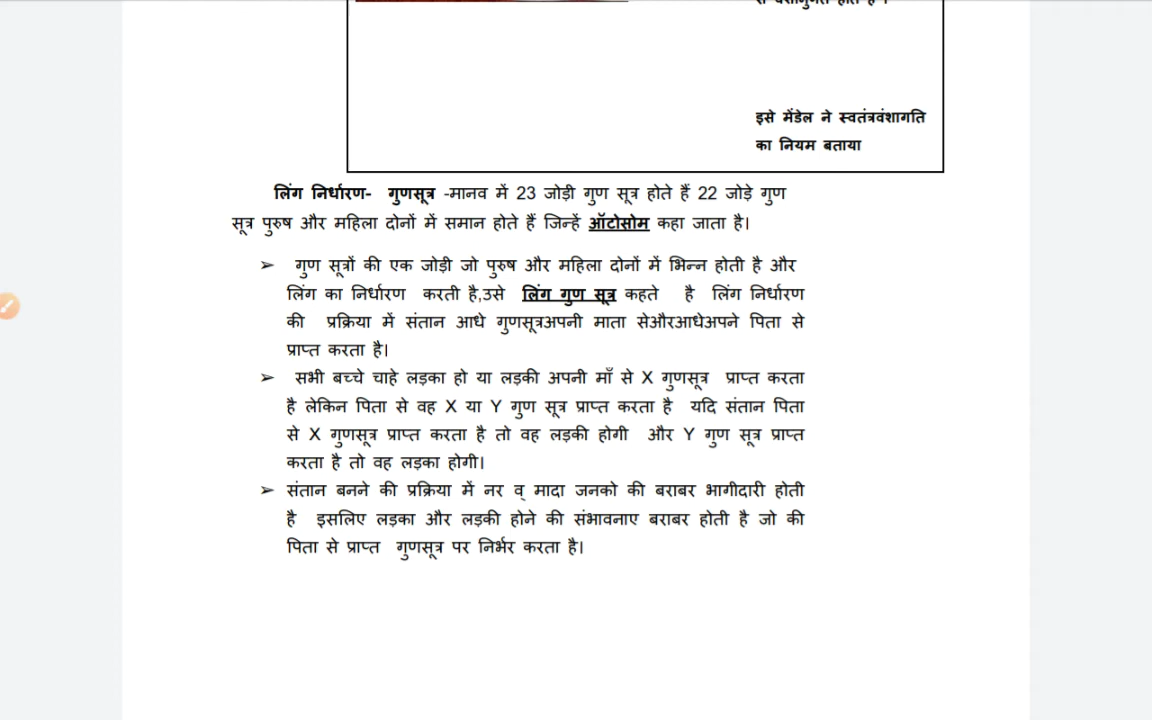 इसे मेंडेल ने स्वतंत्रवंशागति
का नियम बताया
लिंग निर्धारण- गुणसूत्र -मानव में 23 जोड़ी गुण सूत्र होते हैं 22 जोड़े गुण
सूत्र पुरुष और महिला दोनों में समान होते हैं जिन्हें ऑटोसोम कहा जाता है।
➢ गुण सूत्रों की एक जोड़ी जो पुरुष और महिला दोनों में भिन्न होती है और
लिंग का निर्धारण करती है,उसे लिंग गुण सूत्र कहते है लिंग निर्धारण
की प्रक्रिया में संतान आधे गुणसूत्रअपनी माता सेऔरआधेअपने पिता से
प्राप्त करता है।
➢ सभी बच्चे चाहे लड़का हो या लड़की अपनी माँ से X गुणसूत्र प्राप्त करता
है लेकिन पिता से वह X या Y गुण सूत्र प्राप्त करता है यदि संतान पिता
से X गुणसूत्र प्राप्त करता है तो वह लड़की होगी और Y गुण सूत्र प्राप्त
करता है तो वह लड़का होगी।
➢ संतान बनने की प्रक्रिया में नर व् मादा जनको की बराबर भागीदारी होती
है इसलिए लड़का और लड़की होने की संभावनाए बराबर होती है जो की
पिता से प्राप्त गुणसूत्र पर निर्भर करता है।